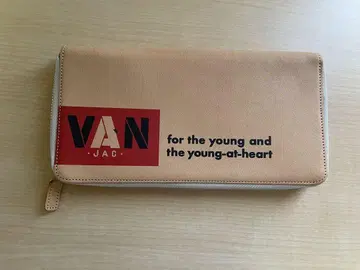 VAN
·JAC·
for the young and
the young-at-heart